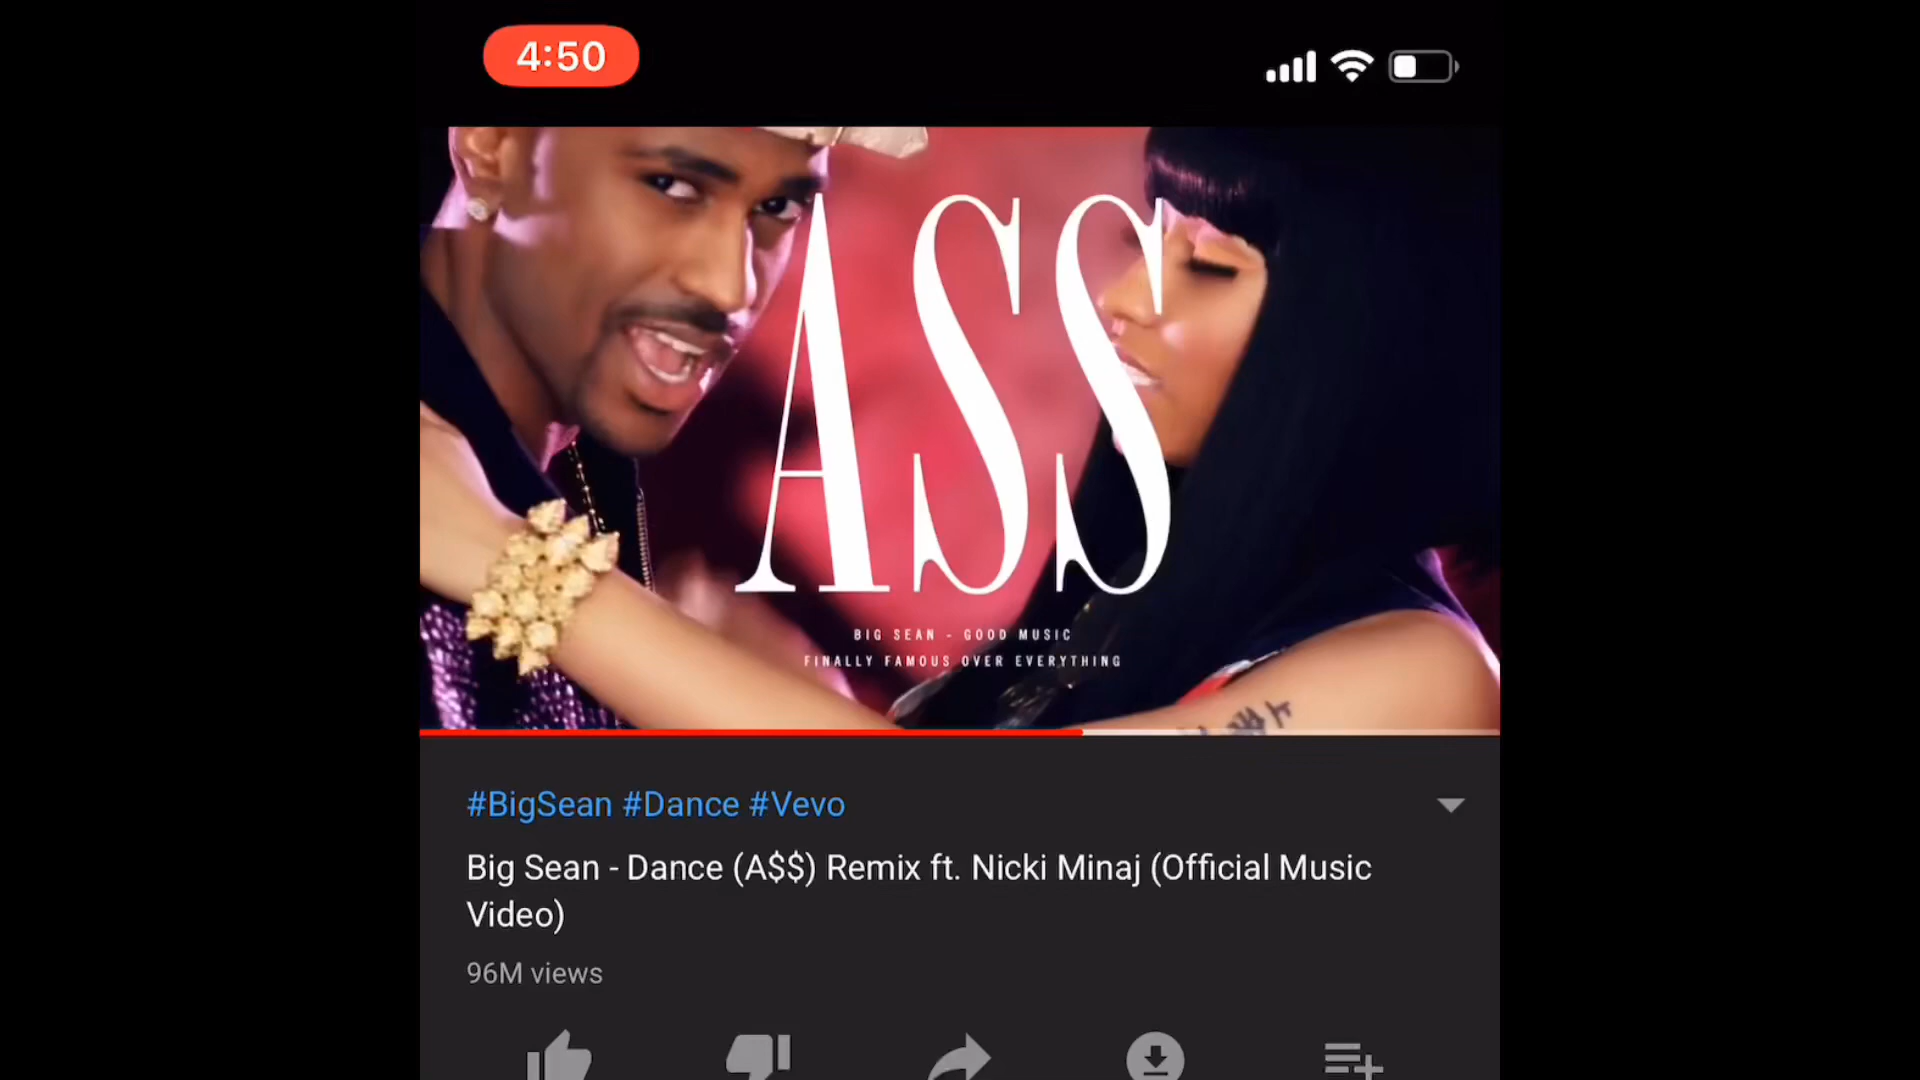 4:50
ASS
BIG SEAN - GOOD MUSIC
FINALLY FAMOUS OVER EVERYTHING
#BigSean #Dance #Vevo
Big Sean - Dance (A$$) Remix ft. Nicki Minaj (Official Music
Video)
96M views